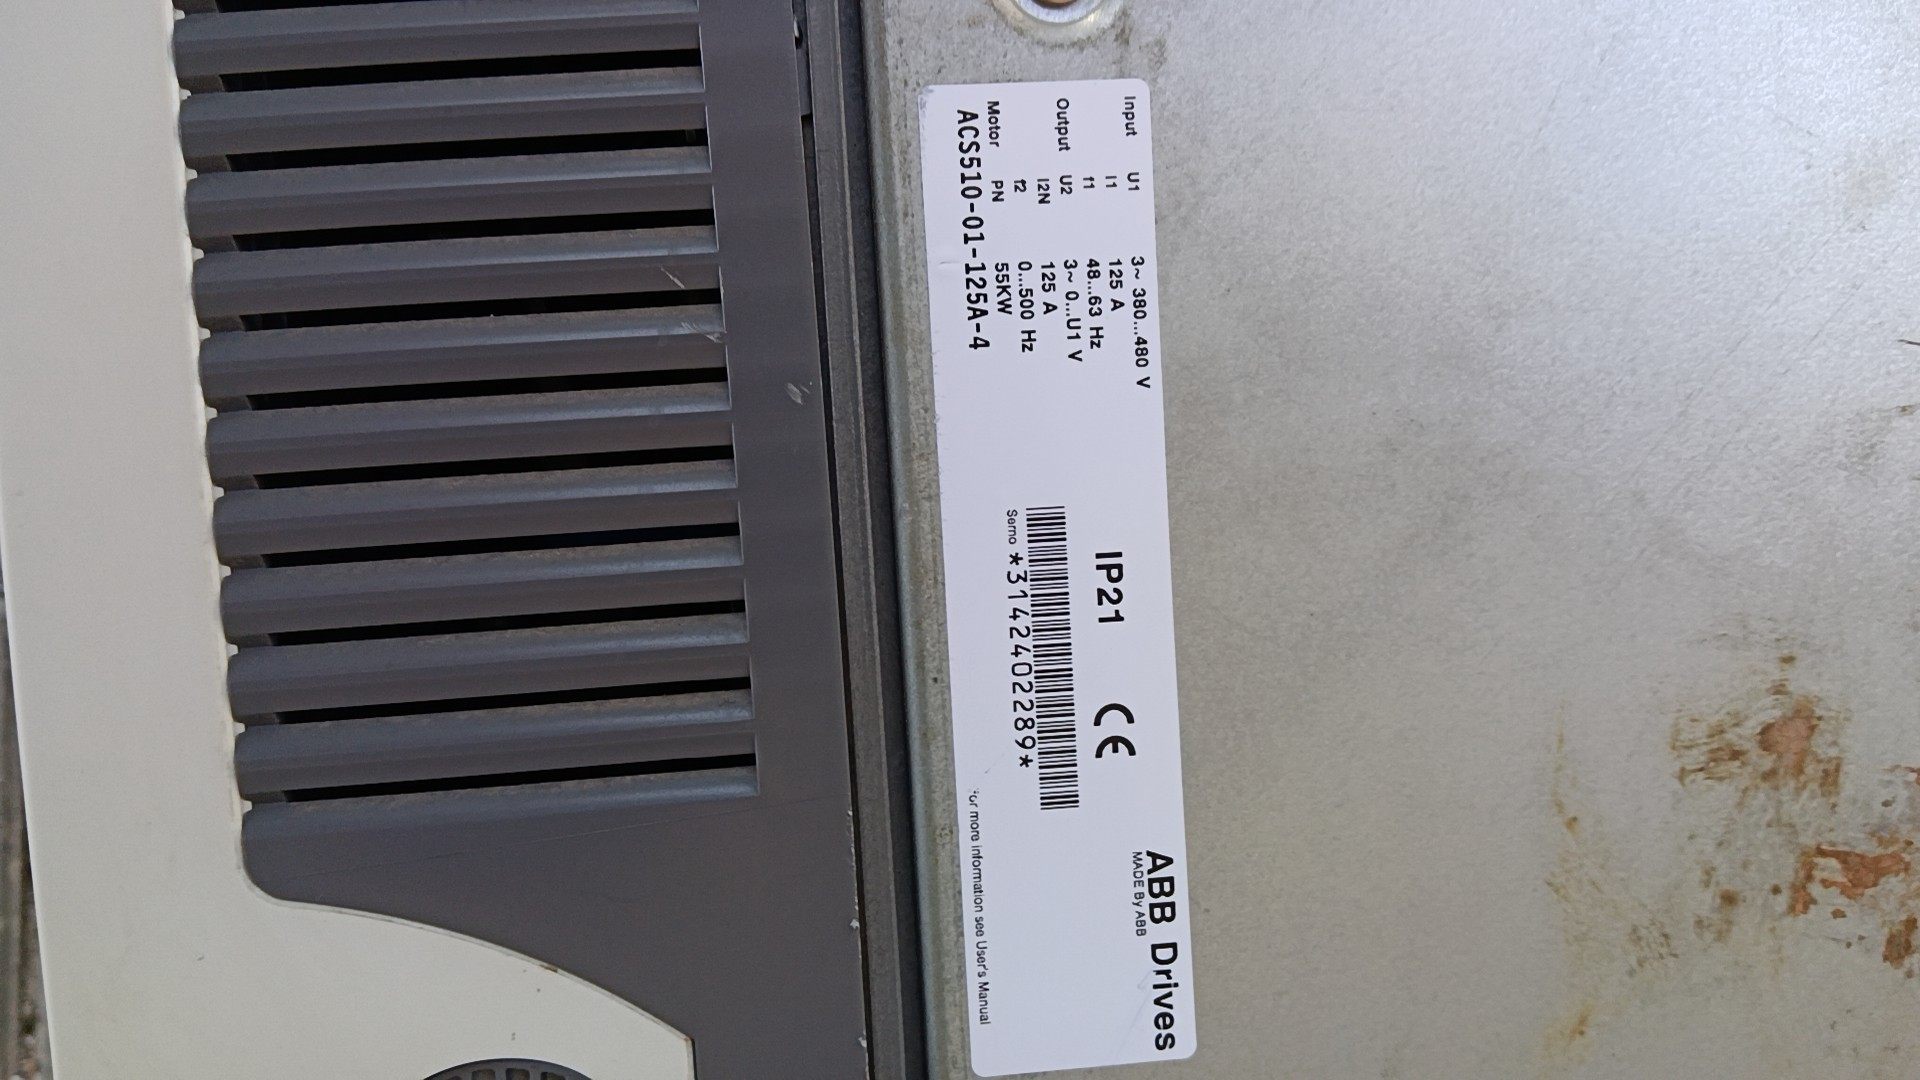 Input U1 3~ 380...480 V
I1 125 A
f1 48...63 Hz
Output U2 3~ 0...U1 V
I2N 125 A
f2 0...500 Hz
Motor PN 55KW
ACS510-01-125A-4
IP21 CE
Serno *3142402289*
ABB Drives
MADE By ABB
For more information see User's Manual